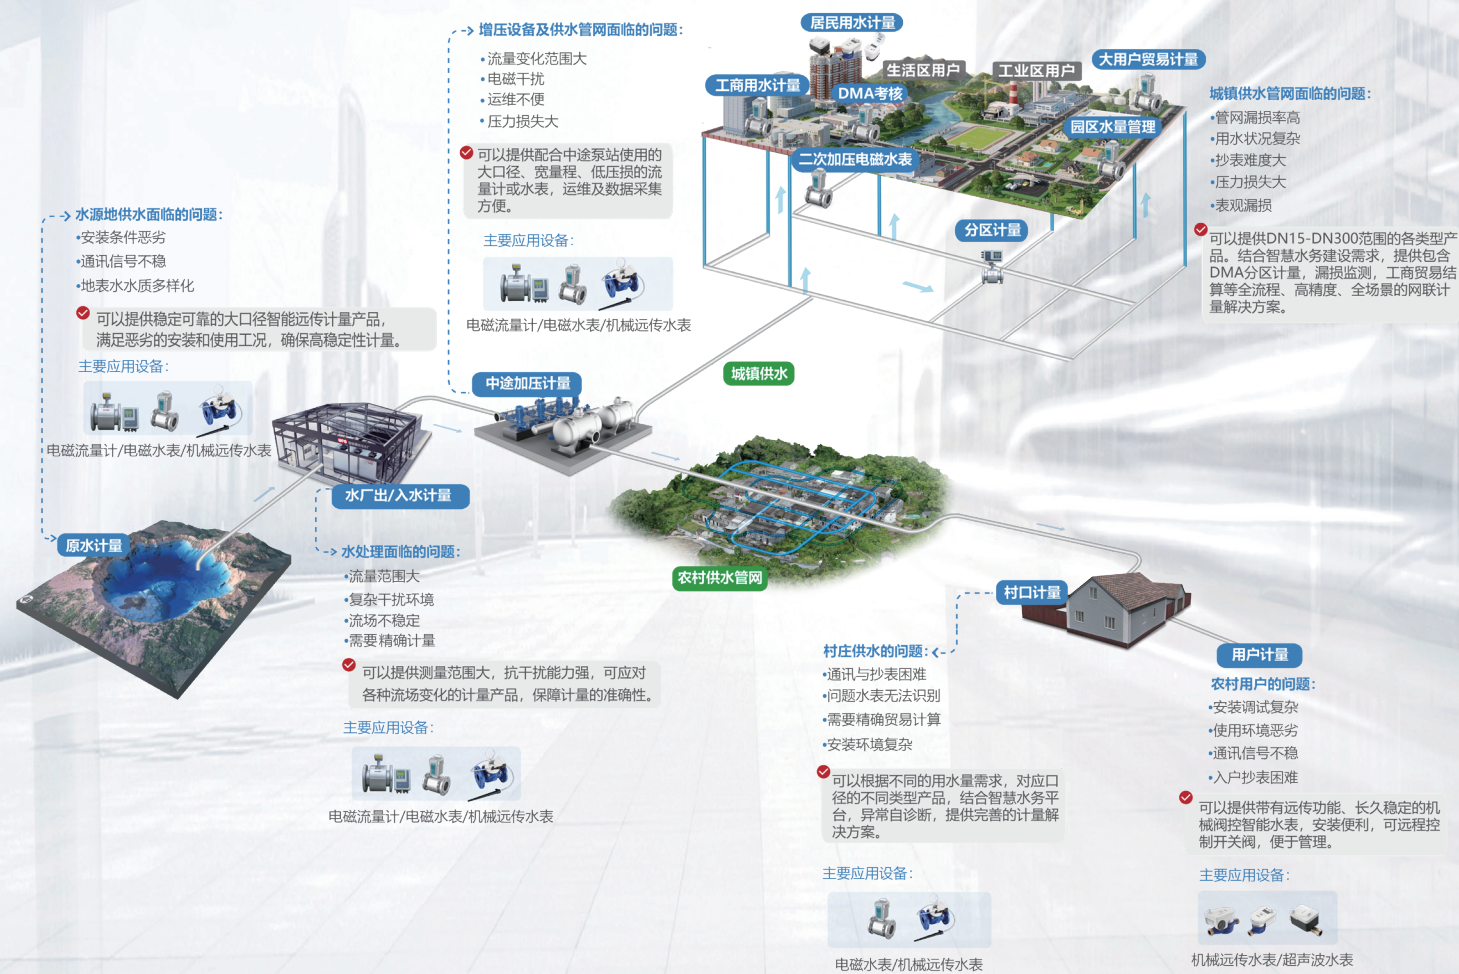 增压设备及供水管网面临的问题：
•流量变化范围大
•电磁干扰
•运维不便
•压力损失大
可以提供配合中途泵站使用的
大口径、宽量程、低压损的流
量计或水表，运维及数据采集
方便。
主要应用设备：
电磁流量计/电磁水表/机械远传水表
居民用水计量
工商用水计量
DMA考核
生活区用户
工业区用户
大用户贸易计量
园区水量管理
二次加压电磁水表
分区计量
城镇供水管网面临的问题：
•管网漏损率高
•用水状况复杂
•抄表难度大
•压力损失大
•表观漏损
可以提供DN15-DN300范围的各类型产
品。结合智慧水务建设需求，提供包含
DMA分区计量，漏损监测，工商贸易结
算等全流程、高精度、全场景的网联计
量解决方案。
水源地供水面临的问题：
•安装条件恶劣
•通讯信号不稳
•地表水水质多样化
可以提供稳定可靠的大口径智能远传计量产品，
满足恶劣的安装和使用工况，确保高稳定性计量。
主要应用设备：
电磁流量计/电磁水表/机械远传水表
中途加压计量
城镇供水
水厂出/入水计量
原水计量
水处理面临的问题：
•流量范围大
•复杂干扰环境
•流场不稳定
•需要精确计量
可以提供测量范围大，抗干扰能力强，可应对
各种流场变化的计量产品，保障计量的准确性。
主要应用设备：
电磁流量计/电磁水表/机械远传水表
农村供水管网
村口计量
村庄供水的问题：
•通讯与抄表困难
•问题水表无法识别
•需要精确贸易计算
•安装环境复杂
可以根据不同的用水量需求，对应口
径的不同类型产品，结合智慧水务平
台，异常自诊断，提供完善的计量解
决方案。
主要应用设备：
电磁水表/机械远传水表
用户计量
农村用户的问题：
•安装调试复杂
•使用环境恶劣
•通讯信号不稳
•入户抄表困难
可以提供带有远传功能、长久稳定的机
械阀控智能水表，安装便利，可远程控
制开关阀，便于管理。
主要应用设备：
机械远传水表/超声波水表